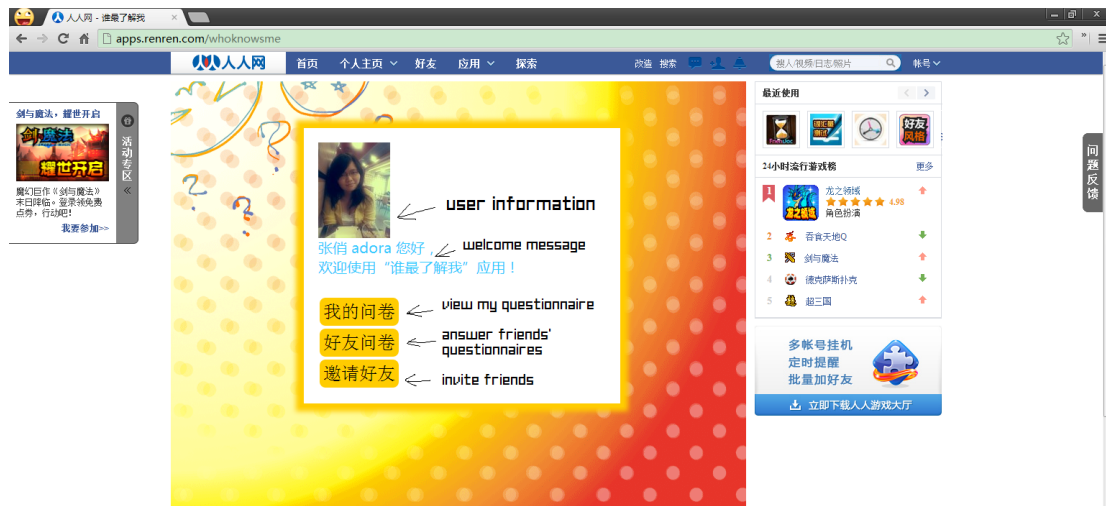 人人网 - 谁最了解我
apps.renren.com/whoknowsme
人人网
首页 个人主页 好友 应用 探索
改造 搜索
搜人/视频/日志/照片
帐号
剑与魔法，耀世开启
剑与魔法
耀世开启
魔幻巨作《剑与魔法》
末日降临。登录领免费
点券，行动吧！
我要参加>>
活动专区
user information
张俏 adora 您好，
welcome message
欢迎使用“谁最了解我”应用！
我的问卷
view my questionnaire
好友问卷
answer friends'
questionnaires
邀请好友
invite friends
最近使用
好友
风格
24小时流行游戏榜 更多
1
龙之领域
龙之领域
4.98
角色扮演
2 吞食天地Q
3 剑与魔法
4 德克萨斯扑克
5 超三国
多帐号挂机
定时提醒
批量加好友
立即下载人人游戏大厅
问题反馈